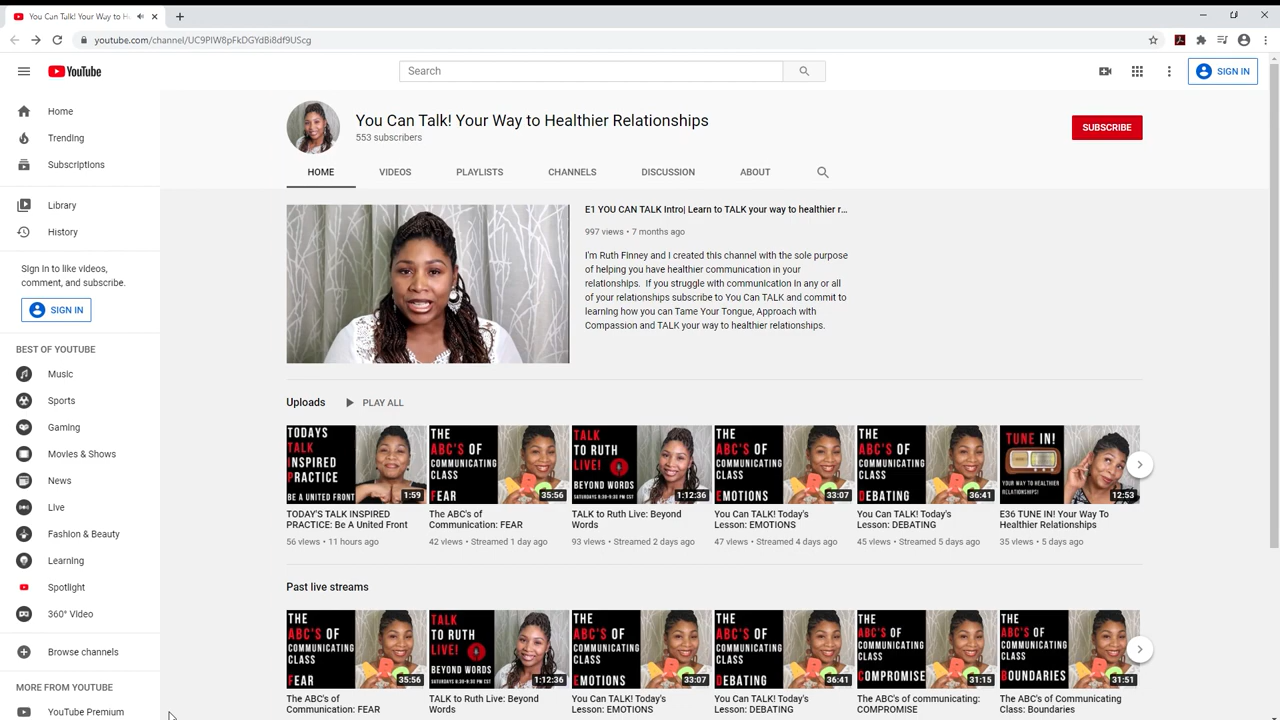 You Can Talk! Your Way to H
youtube.com/channel/UC9PIW8pFkDGYdBi8df9UScg
YouTube
Search
SIGN IN
Home
Trending
Subscriptions
Library
History
Sign in to like videos,
comment, and subscribe.
SIGN IN
BEST OF YOUTUBE
Music
Sports
Gaming
Movies & Shows
News
Live
Fashion & Beauty
Learning
Spotlight
360° Video
Browse channels
MORE FROM YOUTUBE
YouTube Premium
You Can Talk! Your Way to Healthier Relationships
553 subscribers
SUBSCRIBE
HOME VIDEOS PLAYLISTS CHANNELS DISCUSSION ABOUT
E1 YOU CAN TALK Intro| Learn to TALK your way to healthier r...
997 views • 7 months ago
I'm Ruth Finney and I created this channel with the sole purpose
of helping you have healthier communication in your
relationships. If you struggle with communication in any or all
of your relationships subscribe to You Can TALK and commit to
learning how you can Tame Your Tongue, Approach with
Compassion and TALK your way to healthier relationships.
Uploads PLAY ALL
TODAYS
TALK
INSPIRED
PRACTICE:
BE A UNITED FRONT
1:59
TODAY'S TALK INSPIRED
PRACTICE: Be A United Front
56 views • 11 hours ago
THE
ABC'S OF
COMMUNICATING
CLASS
FEAR
35:56
The ABC's of
Communication: FEAR
42 views • Streamed 1 day ago
TALK
TO RUTH
LIVE!
BEYOND WORDS
SATURDAYS 8:30-9:30 PM CST
1:12:36
TALK to Ruth Live: Beyond
Words
93 views • Streamed 2 days ago
THE
ABC'S OF
COMMUNICATING
CLASS
EMOTIONS
33:07
You Can TALK! Today's
Lesson: EMOTIONS
47 views • Streamed 4 days ago
THE
ABC'S OF
COMMUNICATING
CLASS
DEBATING
36:41
You Can TALK! Today's
Lesson: DEBATING
45 views • Streamed 5 days ago
TUNE IN!
YOUR WAY TO HEALTHIER
RELATIONSHIPS!
12:53
E36 TUNE IN! Your Way To
Healthier Relationships
35 views • 5 days ago
Past live streams
THE
ABC'S OF
COMMUNICATING
CLASS
FEAR
35:56
The ABC's of
Communication: FEAR
TALK
TO RUTH
LIVE!
BEYOND WORDS
1:12:36
TALK to Ruth Live: Beyond
Words
THE
ABC'S OF
COMMUNICATING
CLASS
EMOTIONS
33:07
You Can TALK! Today's
Lesson: EMOTIONS
THE
ABC'S OF
COMMUNICATING
CLASS
DEBATING
36:41
You Can TALK! Today's
Lesson: DEBATING
THE
ABC'S OF
COMMUNICATING
CLASS
COMPROMISE
31:15
The ABC's of communicating:
COMPROMISE
THE
ABC'S OF
COMMUNICATING
CLASS
BOUNDARIES
31:51
The ABC's of Communicating
Class: Boundaries